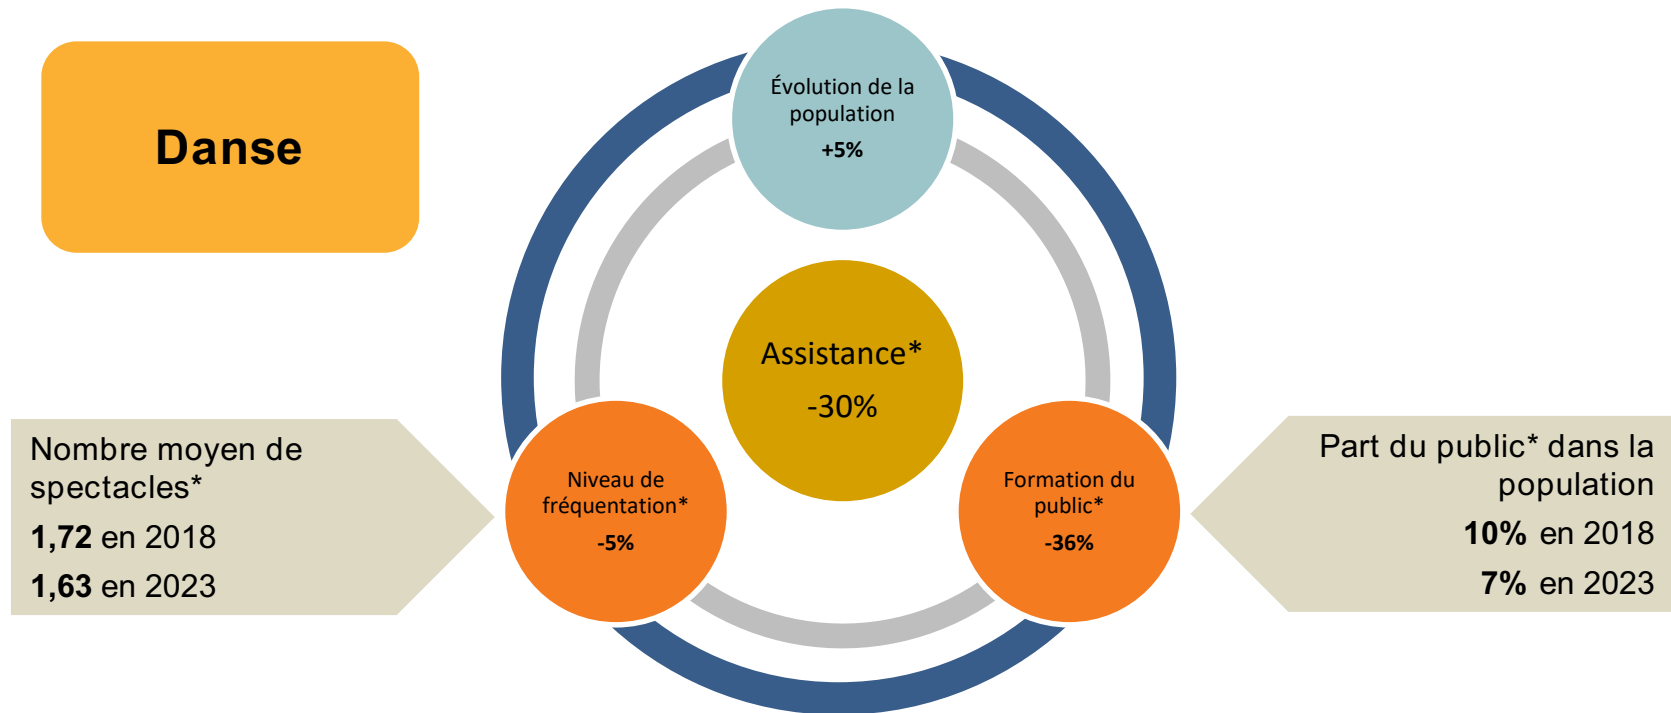 Danse
Évolution de la
population
+5%
Assistance*
-30%
Nombre moyen de
spectacles*
1,72 en 2018
1,63 en 2023
Niveau de
fréquentation*
-5%
Formation du
public*
-36%
Part du public* dans la
population
10% en 2018
7% en 2023